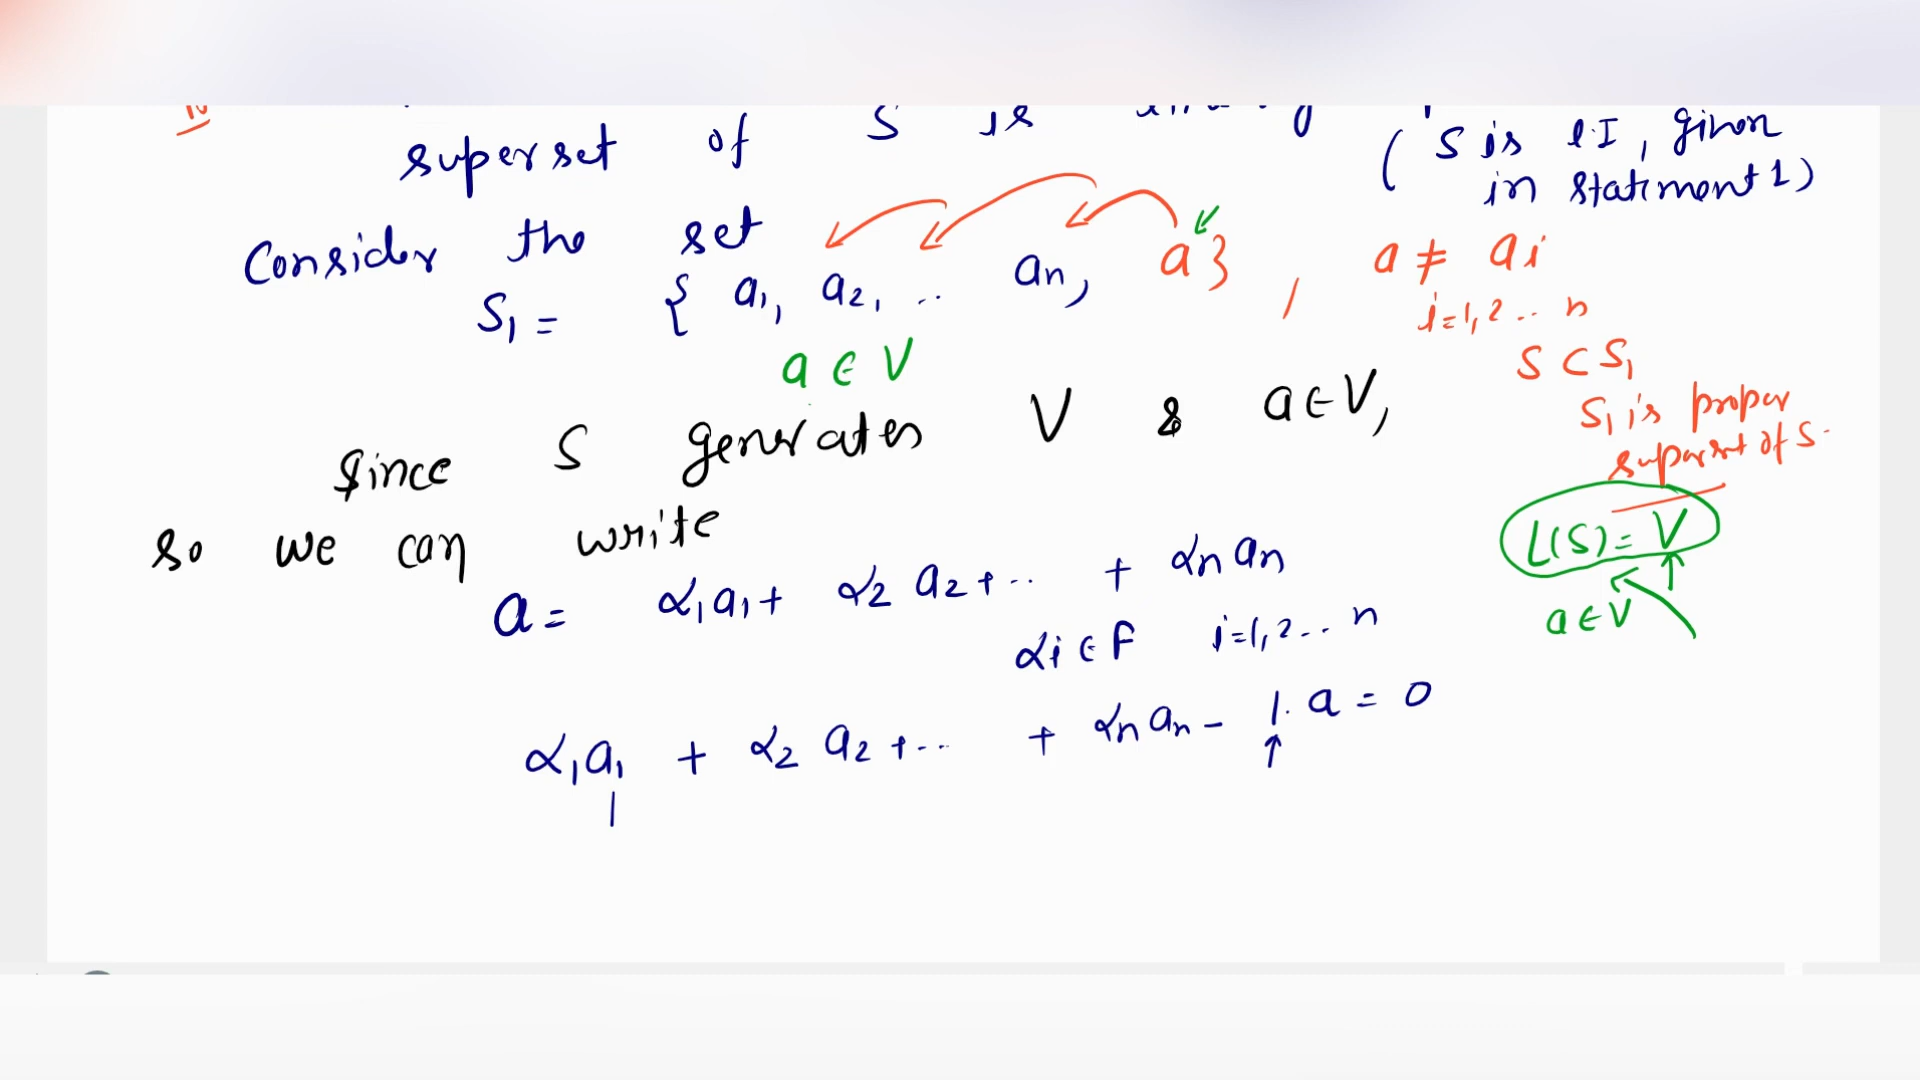 superset of S is
( S is l.I, given
in statement 1)
Consider the set
S₁ = { a₁, a₂, .. aₙ, a } , a ≠ ai
i=1,2 .. n
a ∈ V
S ⊂ S₁
S₁ is proper
superset of S.
Since S generates V & a∈V,
L(S) = V
a ∈ V
so we can write
a = α₁a₁ + α₂ a₂ + .. + αₙ aₙ
αi ∈ F i=1,2 .. n
α₁a₁ + α₂ a₂ + ... + αₙ aₙ - 1. a = 0